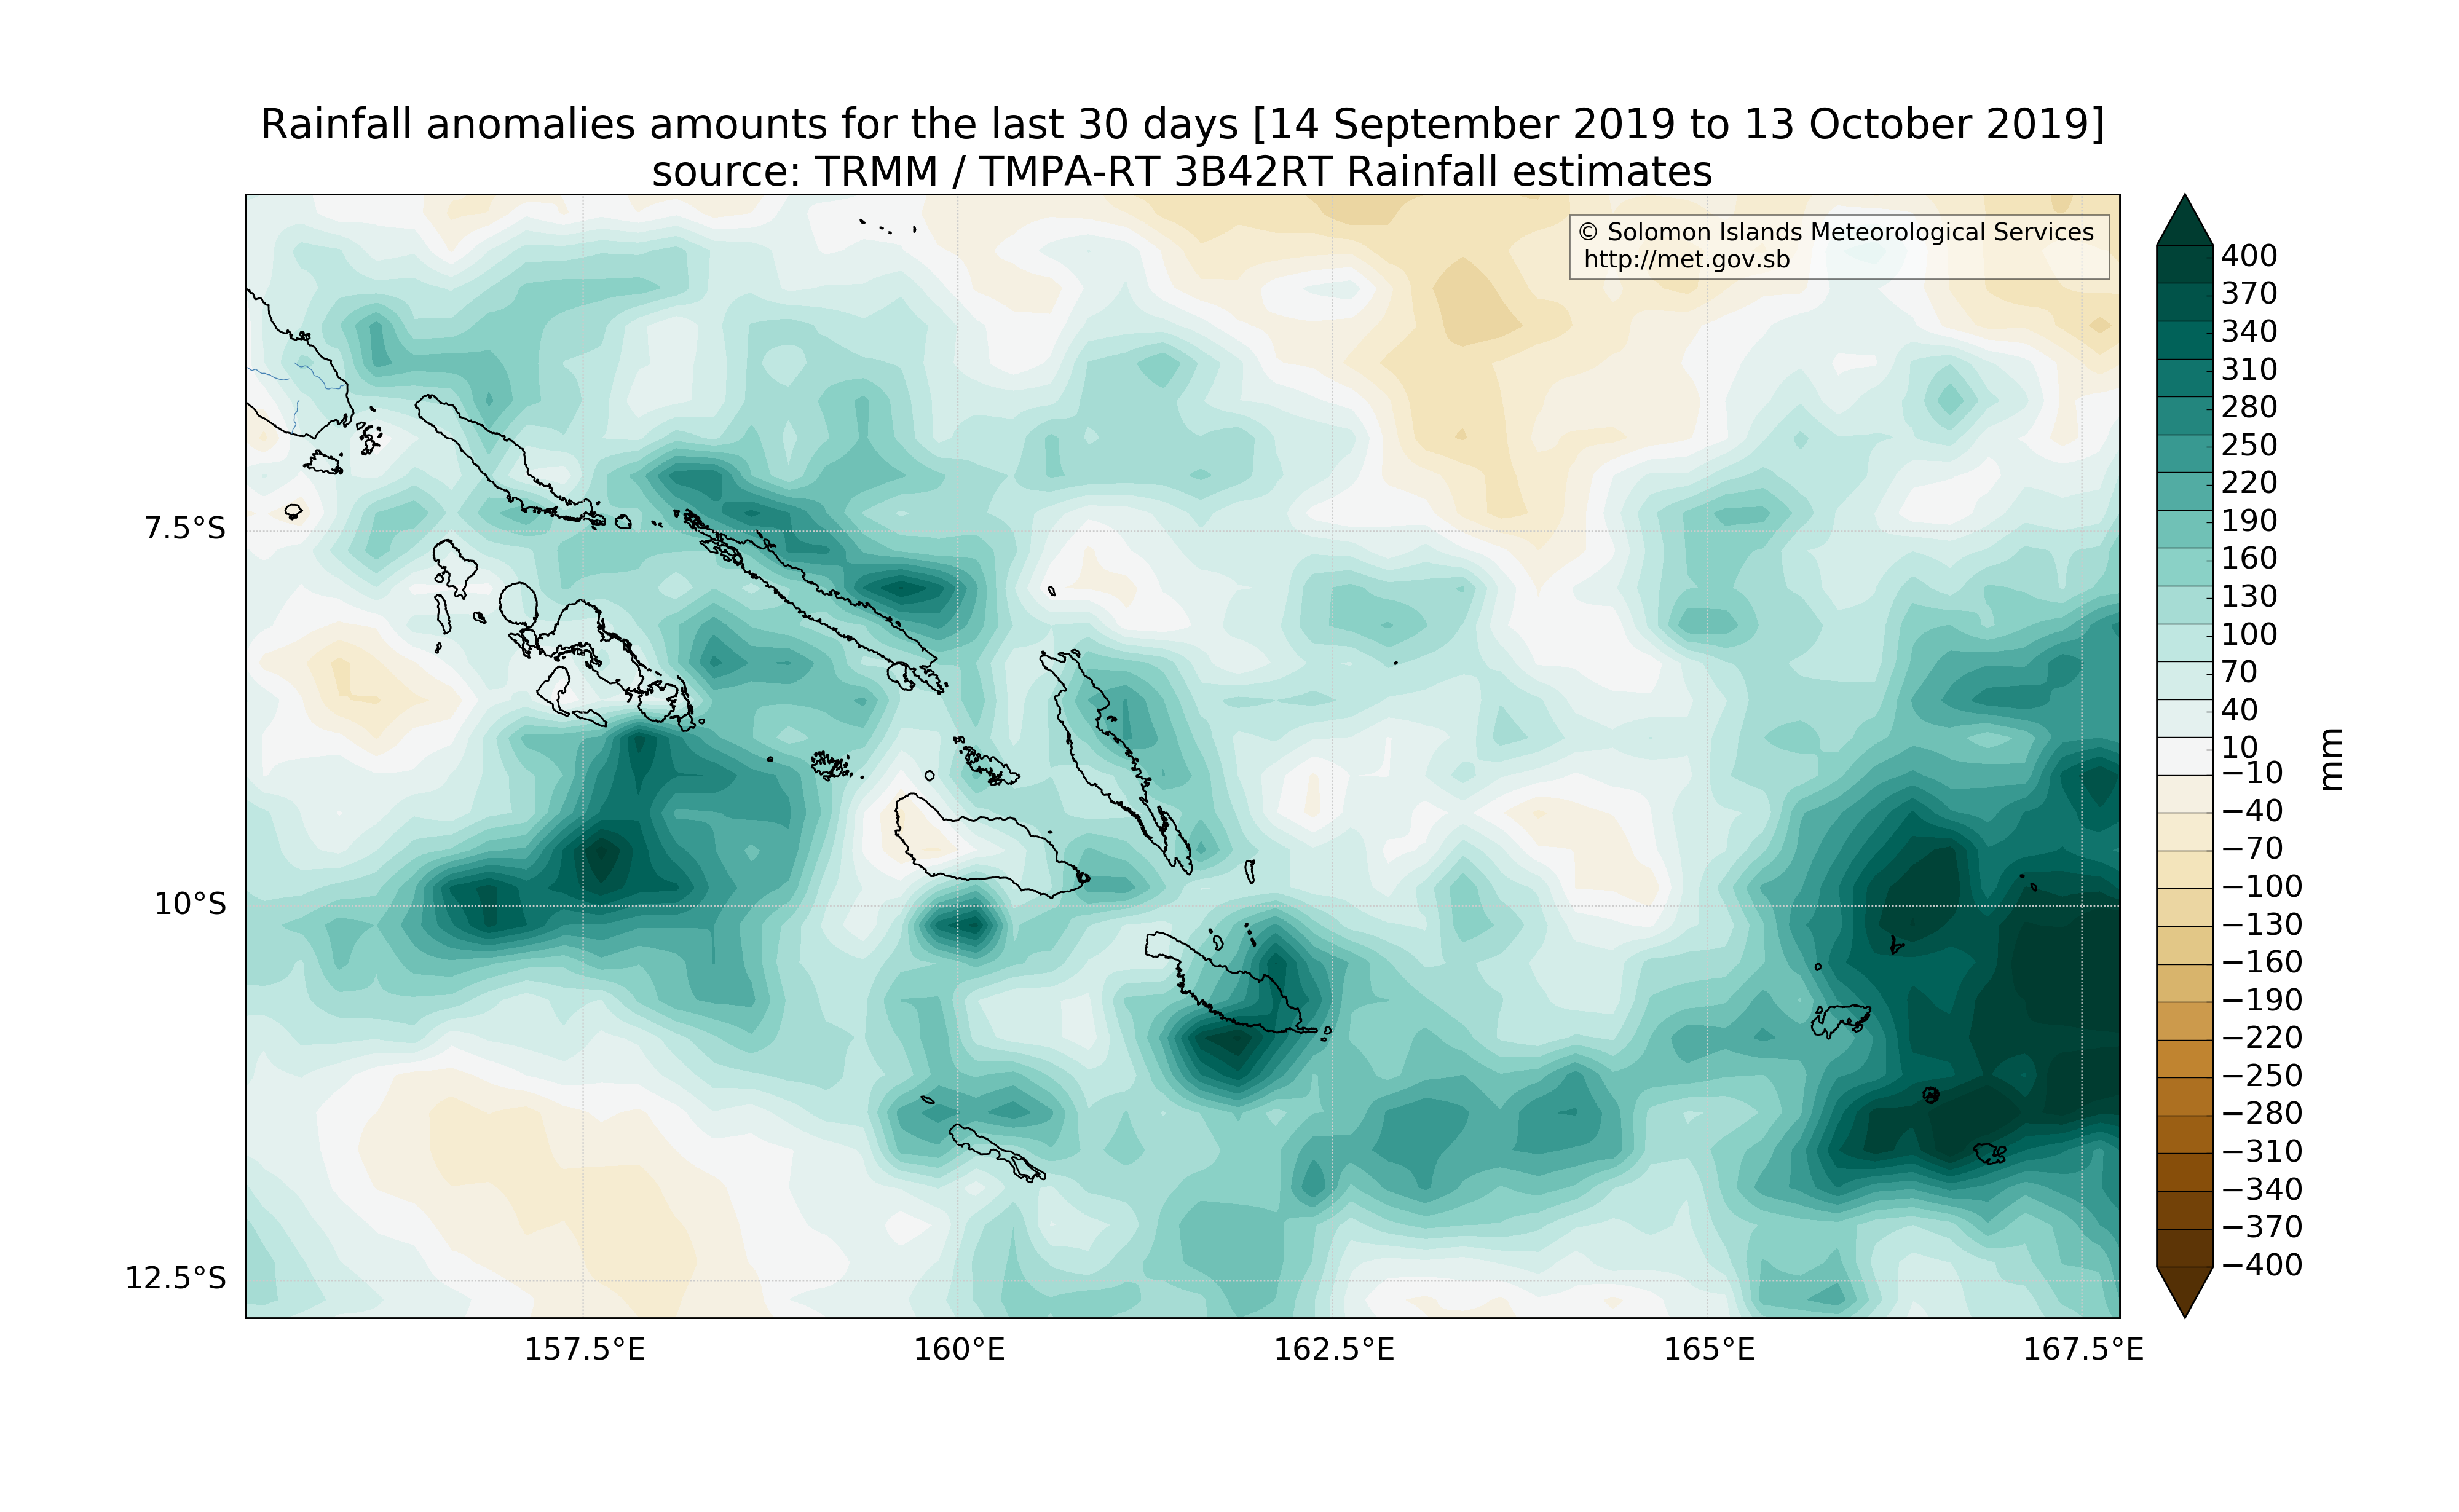 Rainfall anomalies amounts for the last 30 days [14 September 2019 to 13 October 2019]
source: TRMM / TMPA-RT 3B42RT Rainfall estimates
© Solomon Islands Meteorological Services
http://met.gov.sb
7.5°S
10°S
12.5°S
157.5°E
160°E
162.5°E
165°E
167.5°E
400
370
340
310
280
250
220
190
160
130
100
70
40
10
−10
−40
−70
−100
−130
−160
−190
−220
−250
−280
−310
−340
−370
−400
mm